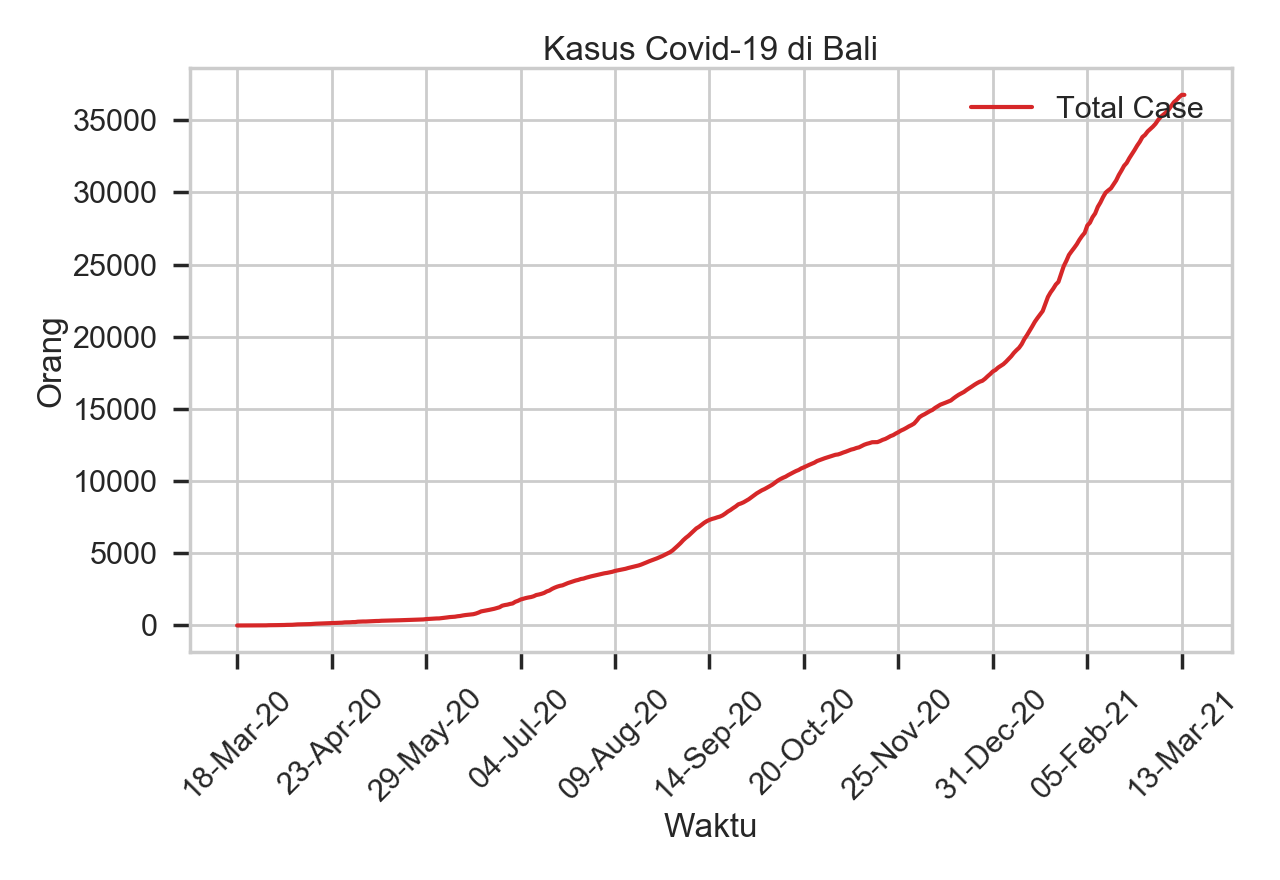 Kasus Covid-19 di Bali
Total Case
Orang
35000
30000
25000
20000
15000
10000
5000
0
18-Mar-20
23-Apr-20
29-May-20
04-Jul-20
09-Aug-20
14-Sep-20
20-Oct-20
25-Nov-20
31-Dec-20
05-Feb-21
13-Mar-21
Waktu